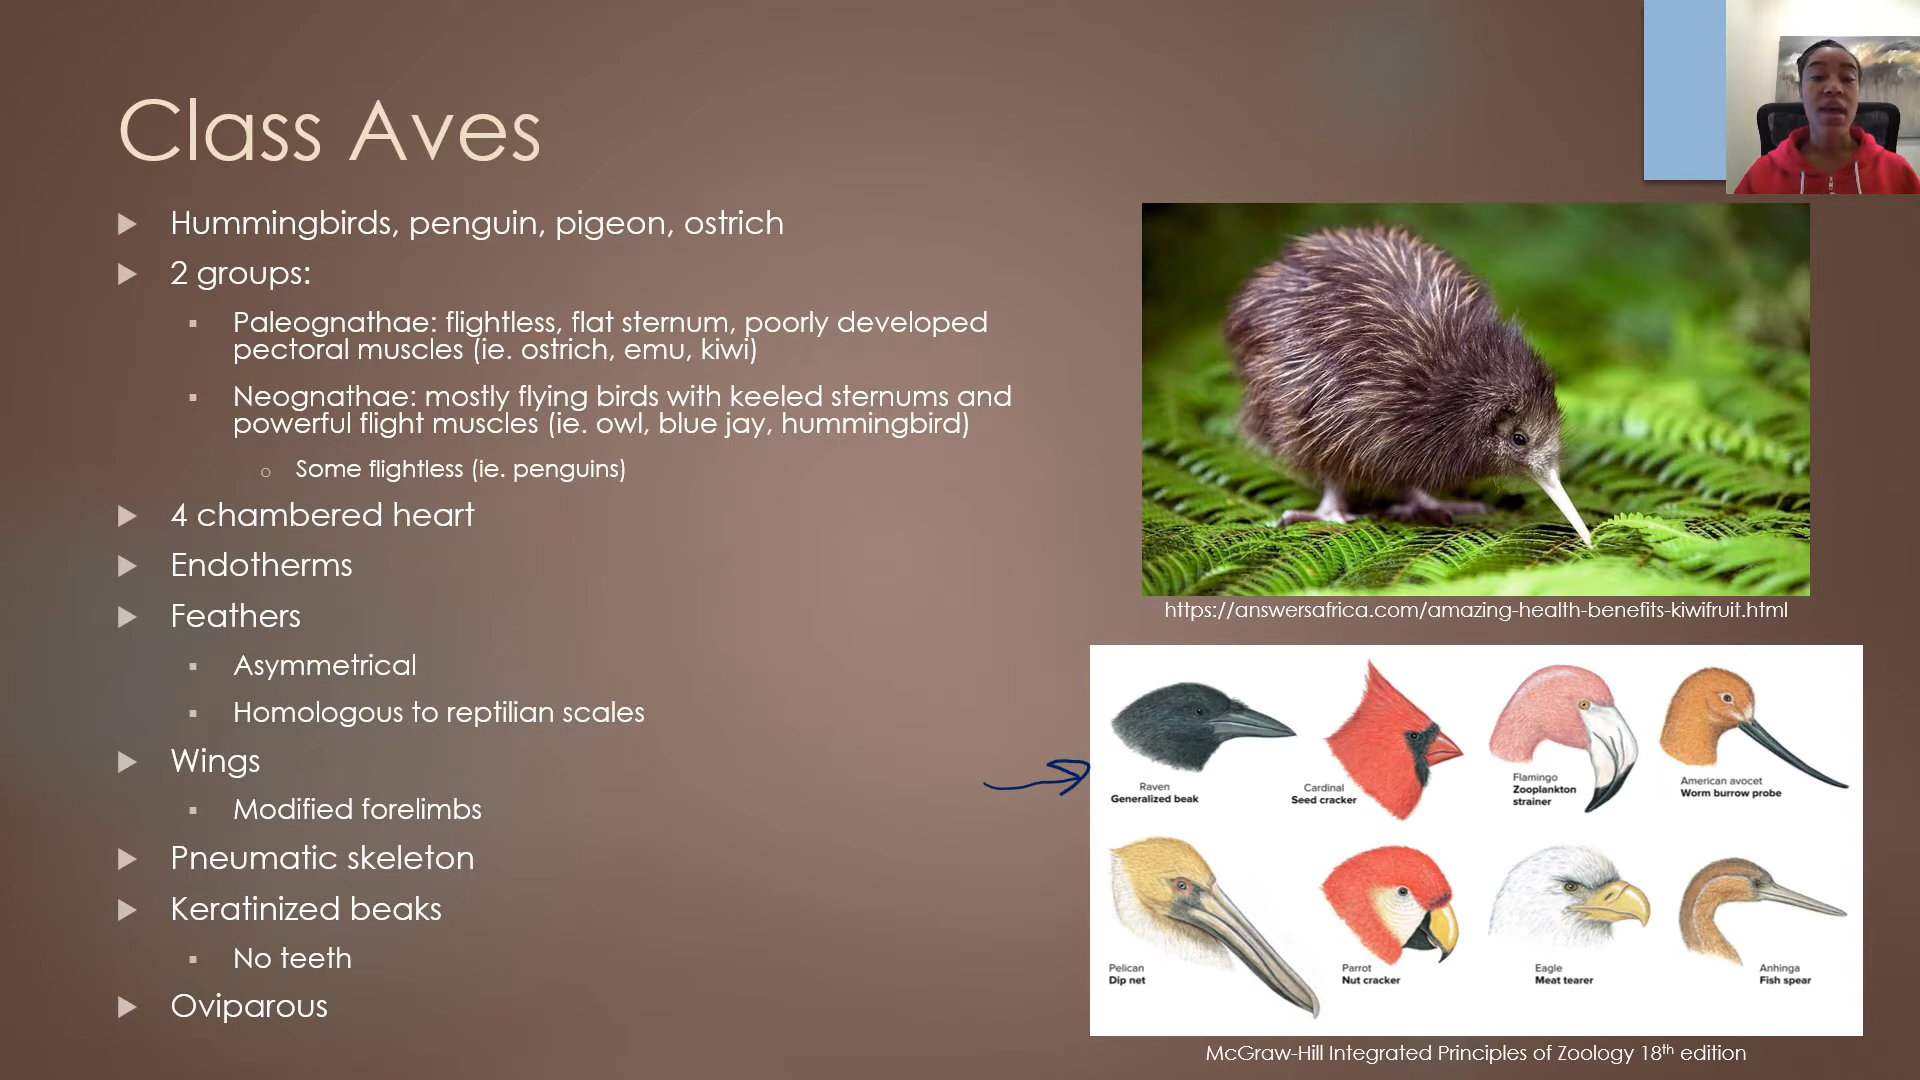 Class Aves
Hummingbirds, penguin, pigeon, ostrich
2 groups:
Paleognathae: flightless, flat sternum, poorly developed
pectoral muscles (ie. ostrich, emu, kiwi)
Neognathae: mostly flying birds with keeled sternums and
powerful flight muscles (ie. owl, blue jay, hummingbird)
Some flightless (ie. penguins)
4 chambered heart
Endotherms
Feathers
Asymmetrical
Homologous to reptilian scales
Wings
Modified forelimbs
Pneumatic skeleton
Keratinized beaks
No teeth
Oviparous
https://answersafrica.com/amazing-health-benefits-kiwifruit.html
Raven
Generalized beak
Cardinal
Seed cracker
Flamingo
Zooplankton
strainer
American avocet
Worm burrow probe
Pelican
Dip net
Parrot
Nut cracker
Eagle
Meat tearer
Anhinga
Fish spear
McGraw-Hill Integrated Principles of Zoology 18th edition